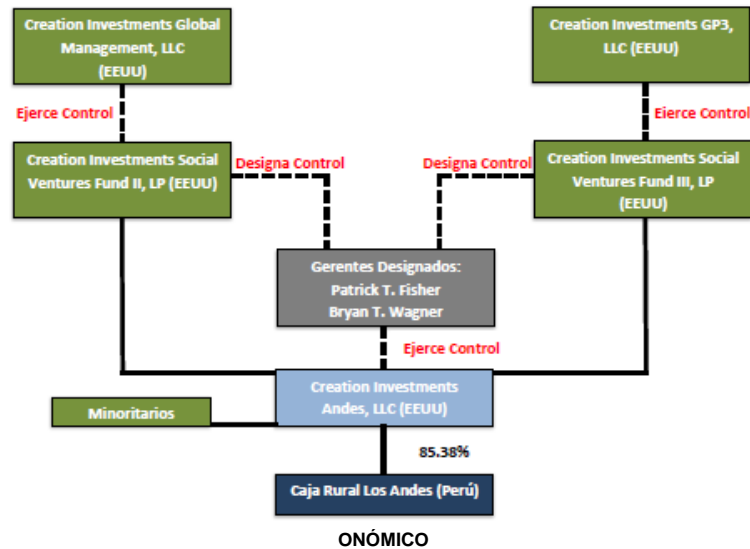 Creation Investments Global
Management, LLC
(EEUU)
Creation Investments GP3,
LLC (EEUU)
Ejerce Control
Eierce Control
Creation Investments Social
Ventures Fund II, LP (EEUU)
Designa Control
Designa Control
Creation Investments Social
Ventures Fund III, LP
(EEUU)
Gerentes Designados:
Patrick T. Fisher
Bryan T. Wagner
Ejerce Control
Creation Investments
Andes, LLC (EEUU)
Minoritarios
85.38%
Caja Rural Los Andes (Perú)
ONÓMICO